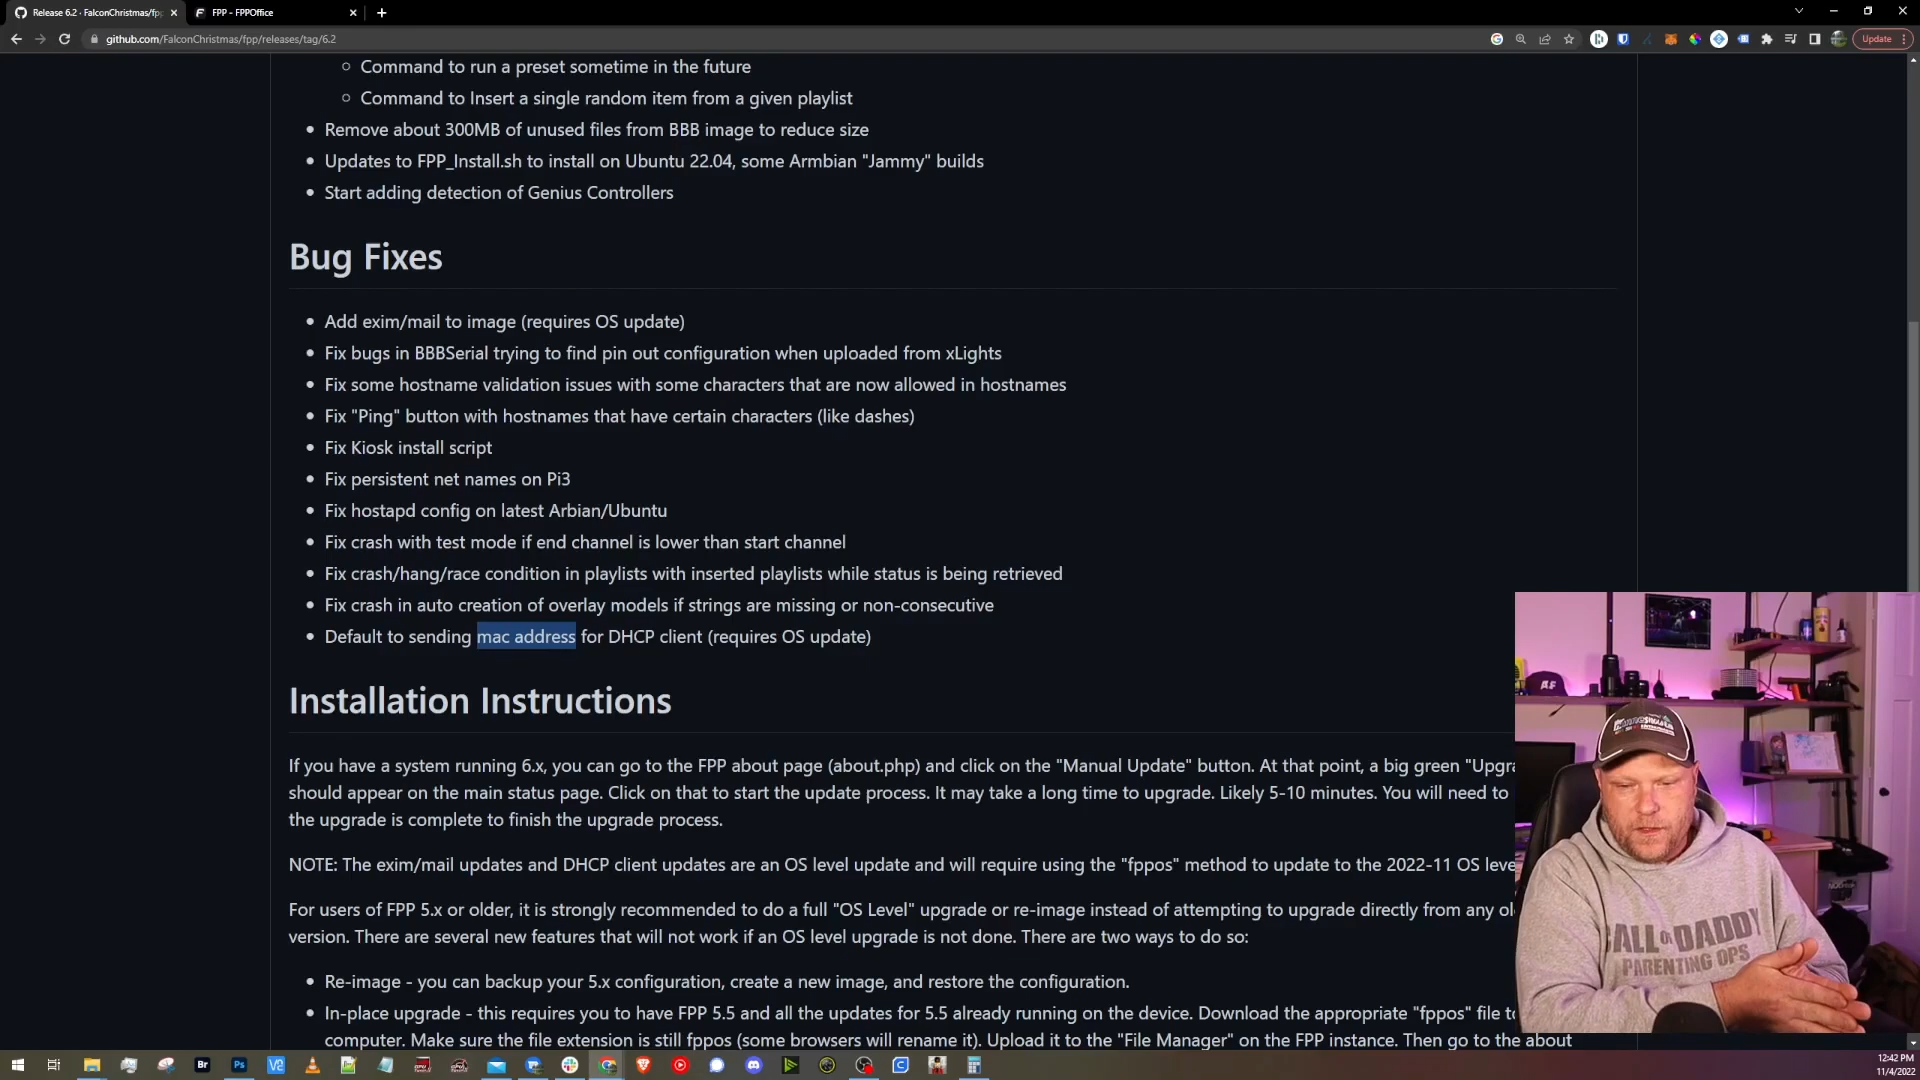 Release 6.2 · FalconChristmas/fp
FPP - FPPOffice
github.com/FalconChristmas/fpp/releases/tag/6.2
Update
Command to run a preset sometime in the future
Command to Insert a single random item from a given playlist
Remove about 300MB of unused files from BBB image to reduce size
Updates to FPP_Install.sh to install on Ubuntu 22.04, some Armbian "Jammy" builds
Start adding detection of Genius Controllers
Bug Fixes
Add exim/mail to image (requires OS update)
Fix bugs in BBBSerial trying to find pin out configuration when uploaded from xLights
Fix some hostname validation issues with some characters that are now allowed in hostnames
Fix "Ping" button with hostnames that have certain characters (like dashes)
Fix Kiosk install script
Fix persistent net names on Pi3
Fix hostapd config on latest Arbian/Ubuntu
Fix crash with test mode if end channel is lower than start channel
Fix crash/hang/race condition in playlists with inserted playlists while status is being retrieved
Fix crash in auto creation of overlay models if strings are missing or non-consecutive
Default to sending mac address for DHCP client (requires OS update)
Installation Instructions
If you have a system running 6.x, you can go to the FPP about page (about.php) and click on the "Manual Update" button. At that point, a big green "Upgra
should appear on the main status page. Click on that to start the update process. It may take a long time to upgrade. Likely 5-10 minutes. You will need to
the upgrade is complete to finish the upgrade process.
NOTE: The exim/mail updates and DHCP client updates are an OS level update and will require using the "fppos" method to update to the 2022-11 OS leve
For users of FPP 5.x or older, it is strongly recommended to do a full "OS Level" upgrade or re-image instead of attempting to upgrade directly from any ol
version. There are several new features that will not work if an OS level upgrade is not done. There are two ways to do so:
Re-image - you can backup your 5.x configuration, create a new image, and restore the configuration.
In-place upgrade - this requires you to have FPP 5.5 and all the updates for 5.5 already running on the device. Download the appropriate "fppos" file t
computer. Make sure the file extension is still fppos (some browsers will rename it). Upload it to the "File Manager" on the FPP instance. Then go to the about
ALL OF DADDY
PARENTING OPS
Br
Ps
12:42 PM
11/4/2022